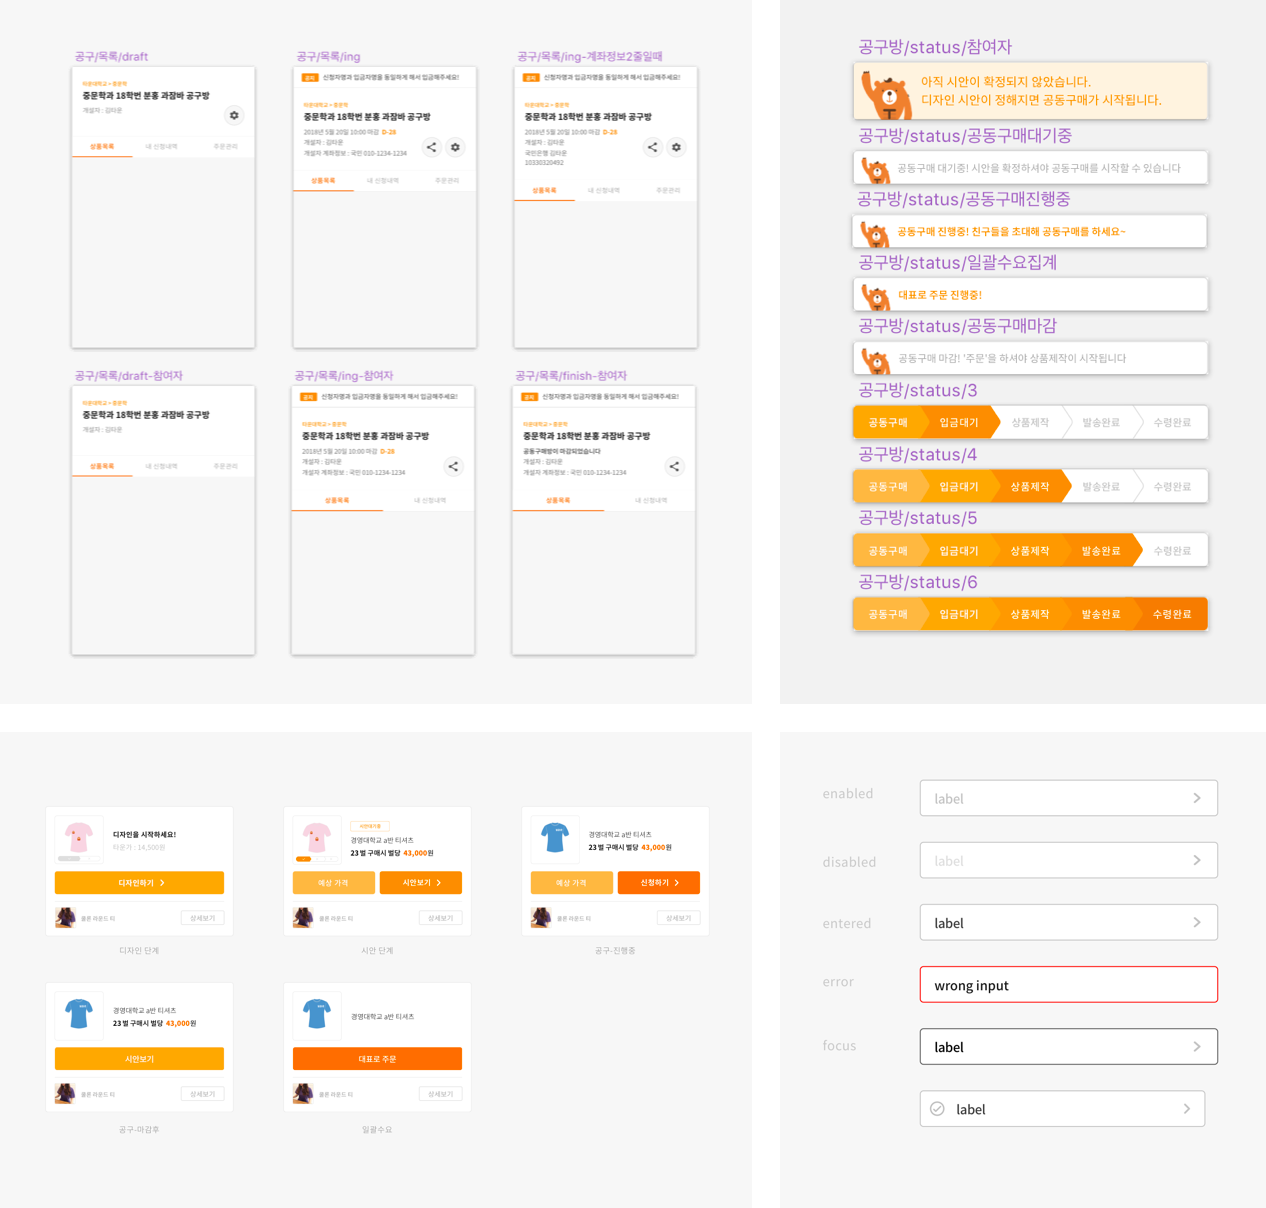 공구/목록/draft
타운대학교 > 중문학
중문학과 18학번 분홍 과잠바 공구방
개설자 : 김타운
상품목록 내 신청내역 주문관리
공구/목록/ing
공지 신청자명과 입금자명을 동일하게 해서 입금해주세요!
타운대학교 > 중문학
중문학과 18학번 분홍 과잠바 공구방
2018년 5월 20일 10:00 마감 D-28
개설자 : 김타운
개설자 계좌정보 : 국민 010-1234-1234
상품목록 내 신청내역 주문관리
공구/목록/ing-계좌정보2줄일때
공지 신청자명과 입금자명을 동일하게 해서 입금해주세요!
타운대학교 > 중문학
중문학과 18학번 분홍 과잠바 공구방
2018년 5월 20일 10:00 마감 D-28
국민은행 김타운
10330320492
상품목록 내 신청내역 주문관리
공구/목록/draft-참여자
타운대학교 > 중문학
중문학과 18학번 분홍 과잠바 공구방
개설자 : 김타운
상품목록 내 신청내역 주문관리
공구/목록/ing-참여자
공지 신청자명과 입금자명을 동일하게 해서 입금해주세요!
타운대학교 > 중문학
중문학과 18학번 분홍 과잠바 공구방
2018년 5월 20일 10:00 마감 D-28
개설자 : 김타운
개설자 계좌정보 : 국민 010-1234-1234
상품목록 내 신청내역
공구/목록/finish-참여자
공지 신청자명과 입금자명을 동일하게 해서 입금해주세요!
타운대학교 > 중문학
중문학과 18학번 분홍 과잠바 공구방
공동구매방이 마감되었습니다
개설자 : 김타운
개설자 계좌정보 : 국민 010-1234-1234
상품목록 내 신청내역
공구방/status/참여자
아직 시안이 확정되지 않았습니다.
디자인 시안이 정해지면 공동구매가 시작됩니다.
공구방/status/공동구매대기중
공동구매 대기중! 시안을 확정하셔야 공동구매를 시작할 수 있습니다
공구방/status/공동구매진행중
공동구매 진행중! 친구들을 초대해 공동구매를 하세요~
공구방/status/일괄수요집계
대표로 주문 진행중!
공구방/status/공동구매마감
공동구매 마감! '주문'을 하셔야 상품제작이 시작됩니다
공구방/status/3
공동구매 입금대기 상품제작 발송완료 수령완료
공구방/status/4
공동구매 입금대기 상품제작 발송완료 수령완료
공구방/status/5
공동구매 입금대기 상품제작 발송완료 수령완료
공구방/status/6
공동구매 입금대기 상품제작 발송완료 수령완료
디자인을 시작하세요!
타운가 : 14,500원
디자인하기
쿨론 라운드 티 상세보기
디자인 단계
시안대기중
경영대학교 a반 티셔츠
23벌 구매시 벌당 43,000원
예상 가격 시안보기
쿨론 라운드 티 상세보기
시안 단계
경영대학교 a반 티셔츠
23벌 구매시 벌당 43,000원
예상 가격 신청하기
쿨론 라운드 티 상세보기
공구-진행중
경영대학교 a반 티셔츠
23벌 구매시 벌당 43,000원
시안보기
쿨론 라운드 티 상세보기
공구-마감후
경영대학교 a반 티셔츠
대표로 주문
쿨론 라운드 티 상세보기
일괄수요
enabled label
disabled label
entered label
error wrong input
focus label
label